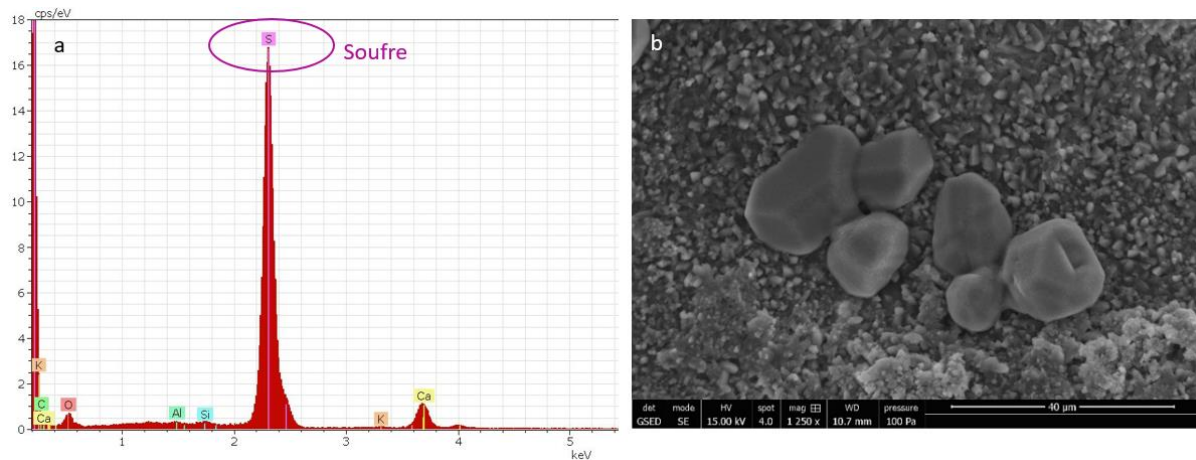 cps/eV
18
16
14
12
10
8
6
4
2
0
a
S
Soufre
K
C
Ca
O
Al
Si
K
Ca
1 2 3 4 5
keV
b
det mode HV spot mag WD pressure
GSED SE 15.00 kV 4.0 1 250 x 10.7 mm 100 Pa
40 µm